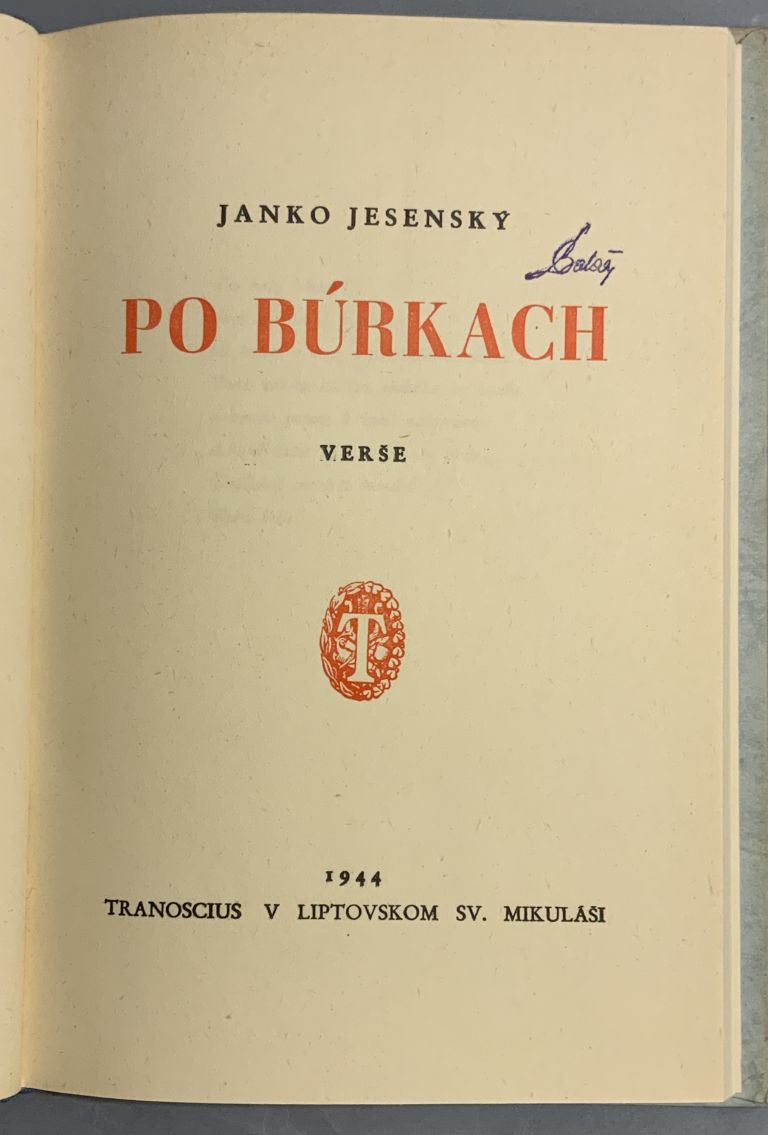 JANKO JESENSKÝ
PO BÚRKACH
VERŠE
T
1944
TRANOSCIUS V LIPTOVSKOM SV. MIKULÁŠI